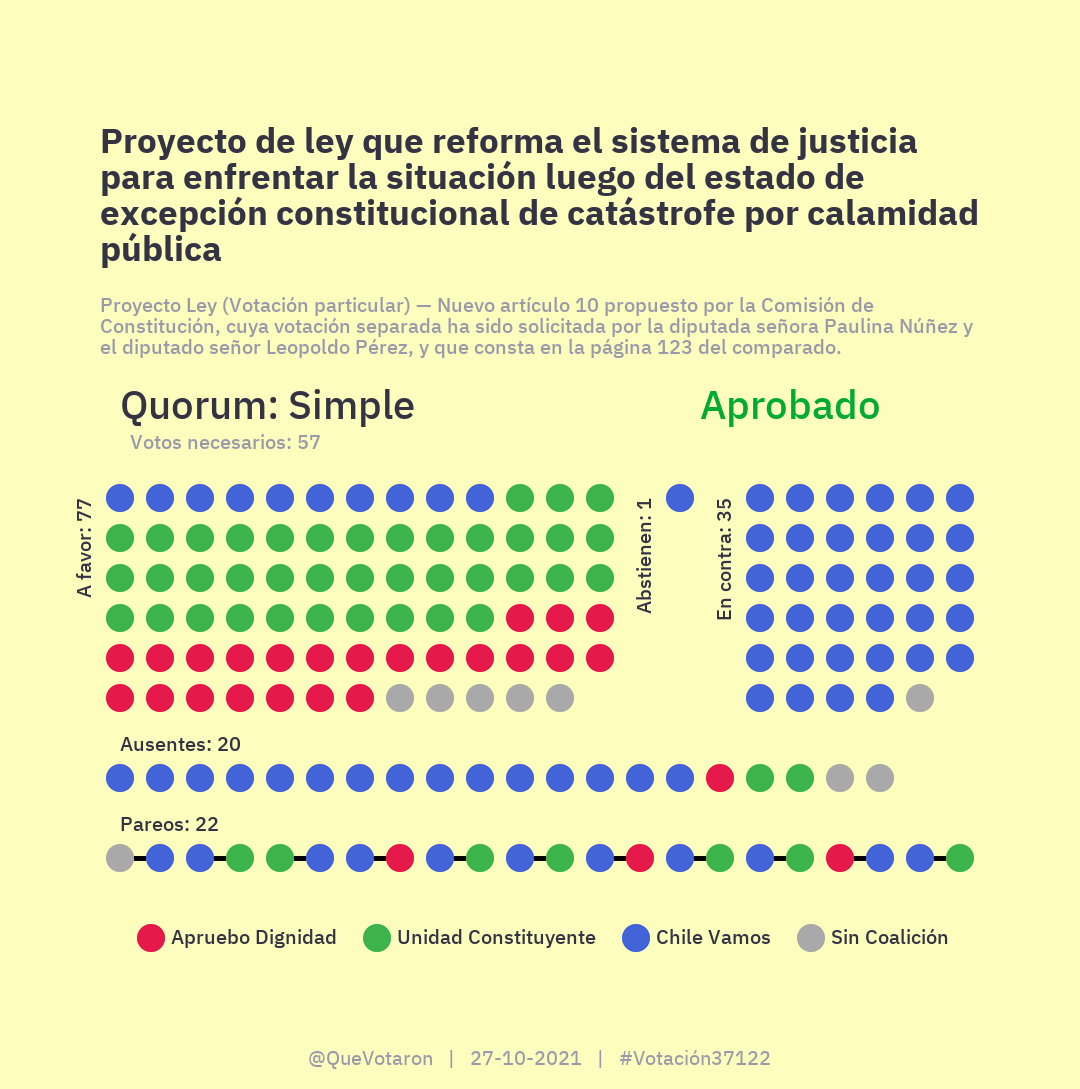 Proyecto de ley que reforma el sistema de justicia
para enfrentar la situación luego del estado de
excepción constitucional de catástrofe por calamidad
pública
Proyecto Ley (Votación particular) — Nuevo artículo 10 propuesto por la Comisión de
Constitución, cuya votación separada ha sido solicitada por la diputada señora Paulina Núñez y
el diputado señor Leopoldo Pérez, y que consta en la página 123 del comparado.
Quorum: Simple
Votos necesarios: 57
Aprobado
A favor: 77
Abstienen: 1
En contra: 35
Ausentes: 20
Pareos: 22
Apruebo Dignidad
Unidad Constituyente
Chile Vamos
Sin Coalición
@QueVotaron | 27-10-2021 | #Votación37122